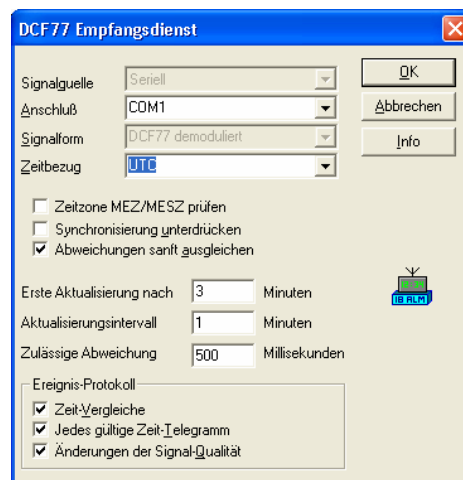 DCF77 Empfangsdienst
Signalquelle Seriell
OK
Anschluß COM1
Abbrechen
Signalform DCF77 demoduliert
Info
Zeitbezug UTC
Zeitzone MEZ/MESZ prüfen
Synchronisierung unterdrücken
Abweichungen sanft ausgleichen
Erste Aktualisierung nach 3 Minuten
Aktualisierungsintervall 1 Minuten
Zulässige Abweichung 500 Millisekunden
Ereignis-Protokoll
Zeit-Vergleiche
Jedes gültige Zeit-Telegramm
Änderungen der Signal-Qualität